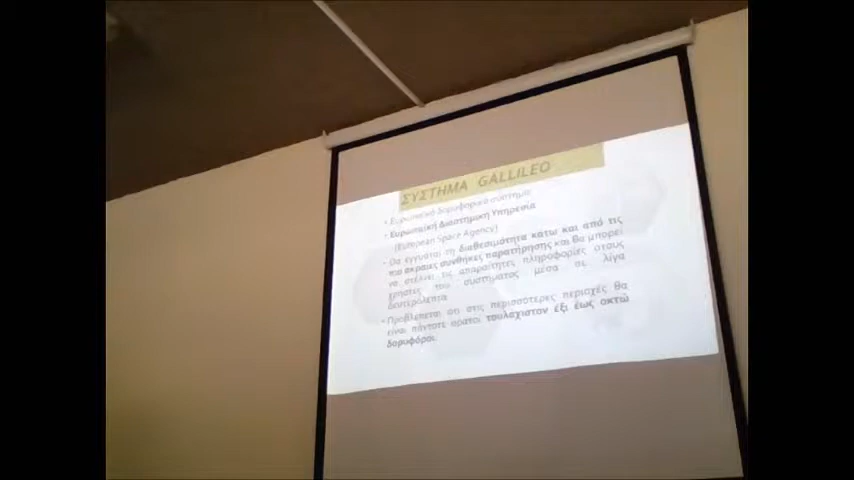 ΣΥΣΤΗΜΑ GALLILEO
• Ευρωπαϊκό δορυφορικό σύστημα
• Ευρωπαϊκή Διαστημική Υπηρεσία
(European Space Agency)
• Θα εγγυάται τη διαθεσιμότητα κάτω και από τις
πιο ακραίες συνθήκες παρατήρησης και θα μπορεί
να στέλνει τις απαραίτητες πληροφορίες στους
χρήστες του συστήματος μέσα σε λίγα
δευτερόλεπτα
• Προβλέπεται ότι στις περισσότερες περιοχές θα
είναι πάντοτε ορατοί τουλάχιστον έξι έως οκτώ
δορυφόροι.